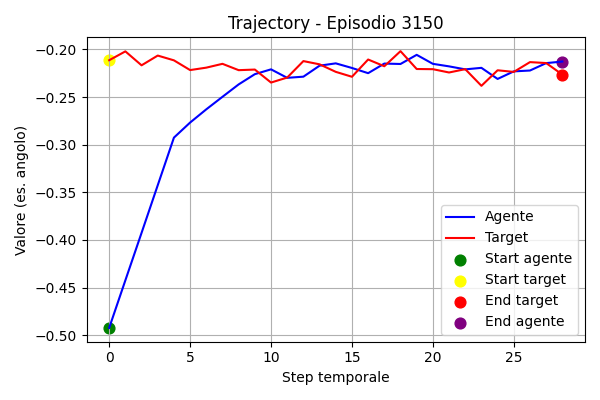 Trajectory - Episodio 3150
Valore (es. angolo)
−0.20
−0.25
−0.30
−0.35
−0.40
−0.45
−0.50
Agente
Target
Start agente
Start target
End target
End agente
0 5 10 15 20 25
Step temporale